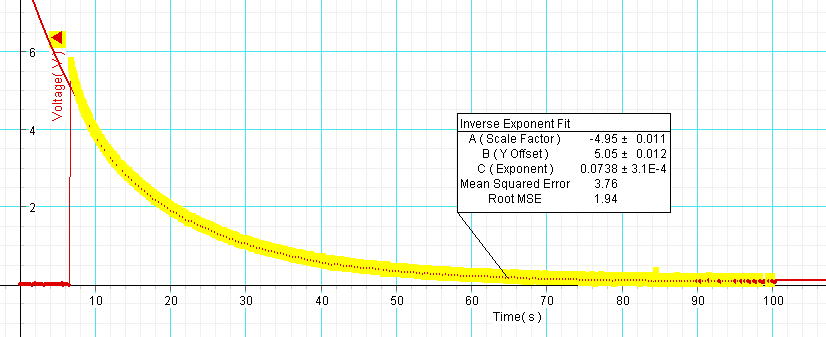 Voltage( V )
6
4
2
Inverse Exponent Fit
A ( Scale Factor ) -4.95 ± 0.011
B ( Y Offset ) 5.05 ± 0.012
C ( Exponent ) 0.0738 ± 3.1E-4
Mean Squared Error 3.76
Root MSE 1.94
10 20 30 40 50 60 70 80 90 100
Time( s )